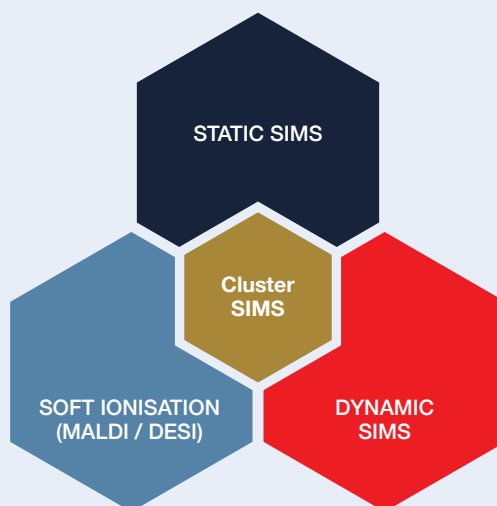 STATIC SIMS
Cluster
SIMS
SOFT IONISATION
(MALDI / DESI)
DYNAMIC
SIMS